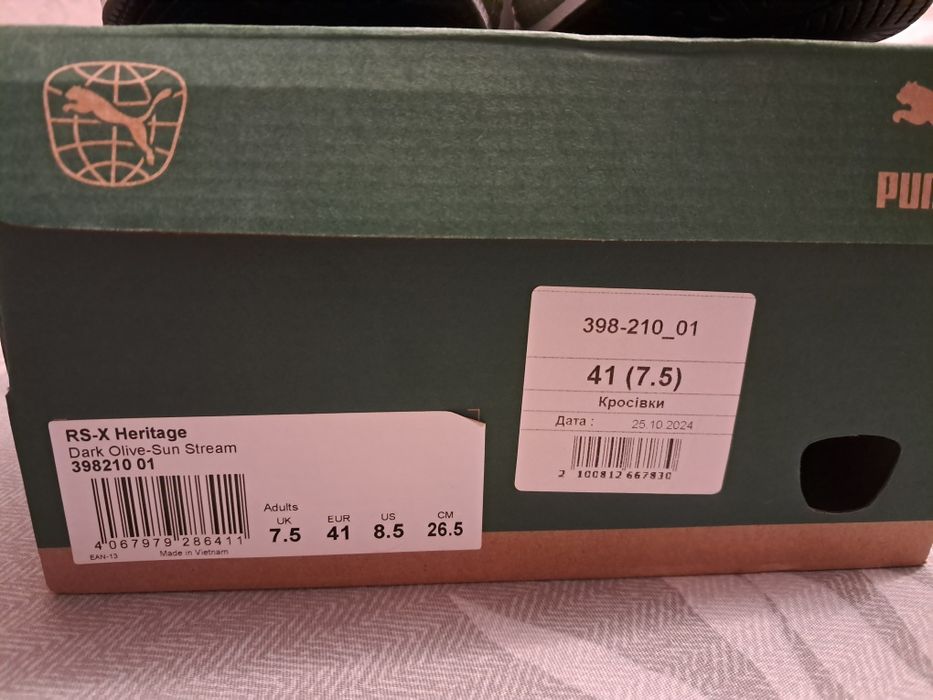 PUM
398-210_01
41 (7.5)
Кросівки
Дата : 25.10.2024
2 100812 667830
RS-X Heritage
Dark Olive-Sun Stream
398210 01
4 067979 286411
EAN-13
Made in Vietnam
Adults
UK EUR US CM
7.5 41 8.5 26.5